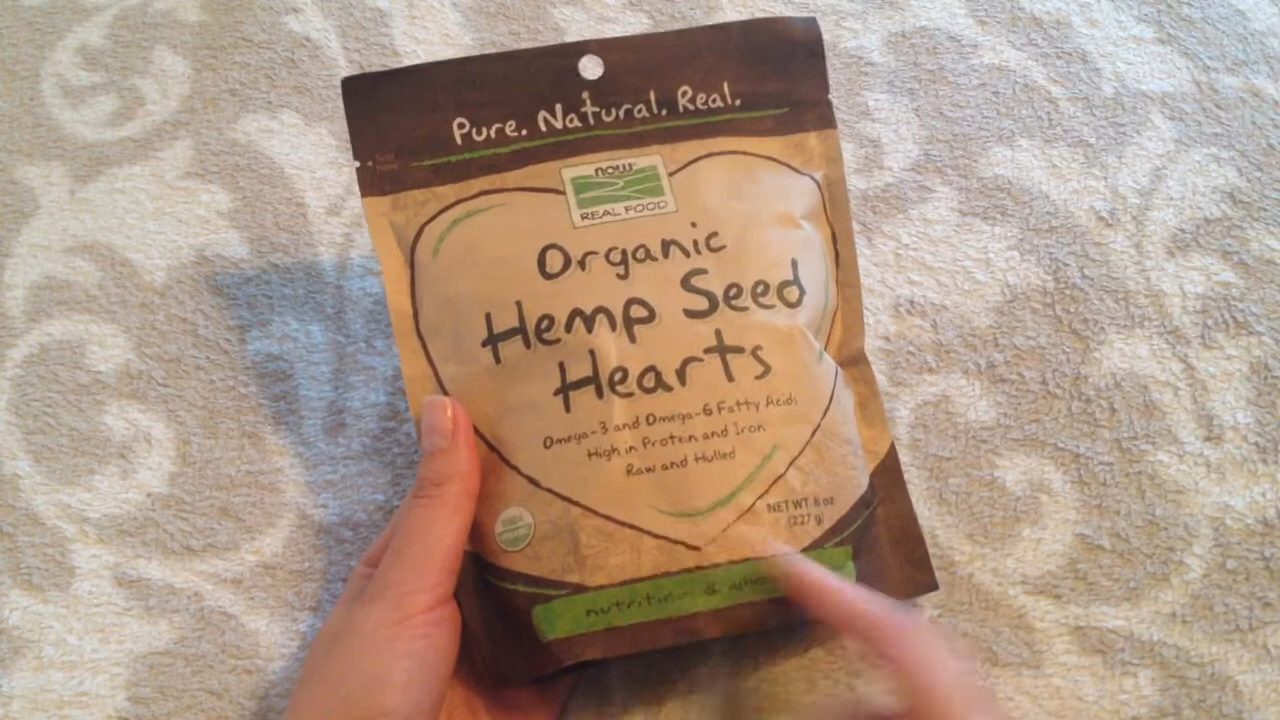 Pure. Natural. Real.
now
REAL FOOD
Organic
Hemp Seed
Hearts
Omega-3 and Omega-6 Fatty Acids
High in Protein and Iron
Raw and Hulled
NET WT. 8 oz
(227 g)
USDA